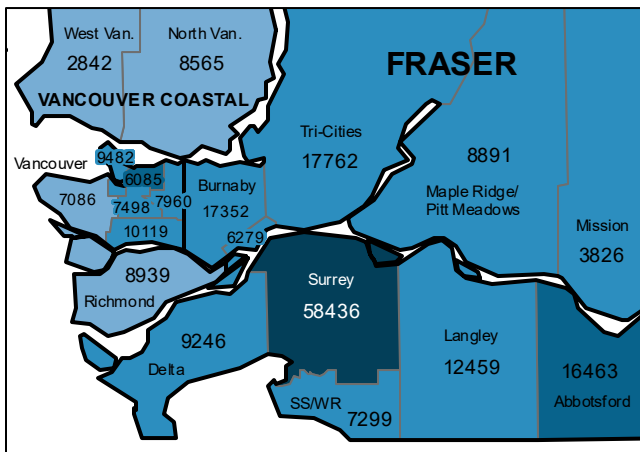 West Van.
2842
North Van.
8565
VANCOUVER COASTAL
FRASER
Tri-Cities
17762
8891
Maple Ridge/
Pitt Meadows
Mission
3826
Vancouver
9482
6085
7086
7498
7960
10119
Burnaby
17352
6279
8939
Richmond
Surrey
58436
9246
Delta
Langley
12459
16463
Abbotsford
SS/WR
7299